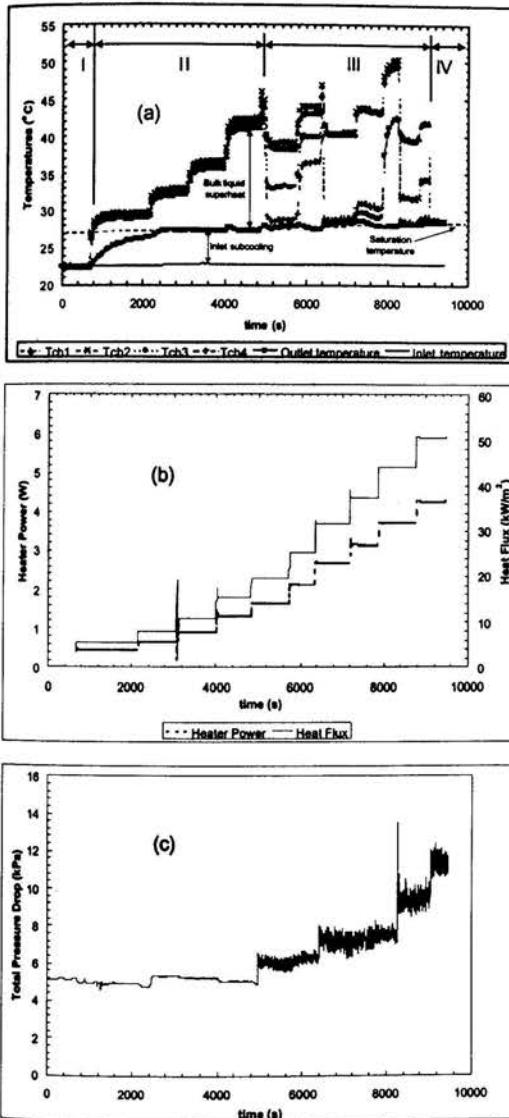 55
50
45
40
35
30
25
20
Temperatures (°C)
I
II
III
IV
(a)
Bulk liquid
superheat
Inlet subcooling
Saturation
temperature
0 2000 4000 6000 8000 10000
time (s)
Tch1 Tch2 Tch3 Tch4 Outlet temperature Inlet temperature
7
6
5
4
3
2
1
0
Heater Power (W)
(b)
60
50
40
30
20
10
0
Heat Flux (kW/m²)
0 2000 4000 6000 8000 10000
time (s)
Heater Power Heat Flux
16
14
12
10
8
6
4
2
0
Total Pressure Drop (kPa)
(c)
0 2000 4000 6000 8000 10000
time (s)